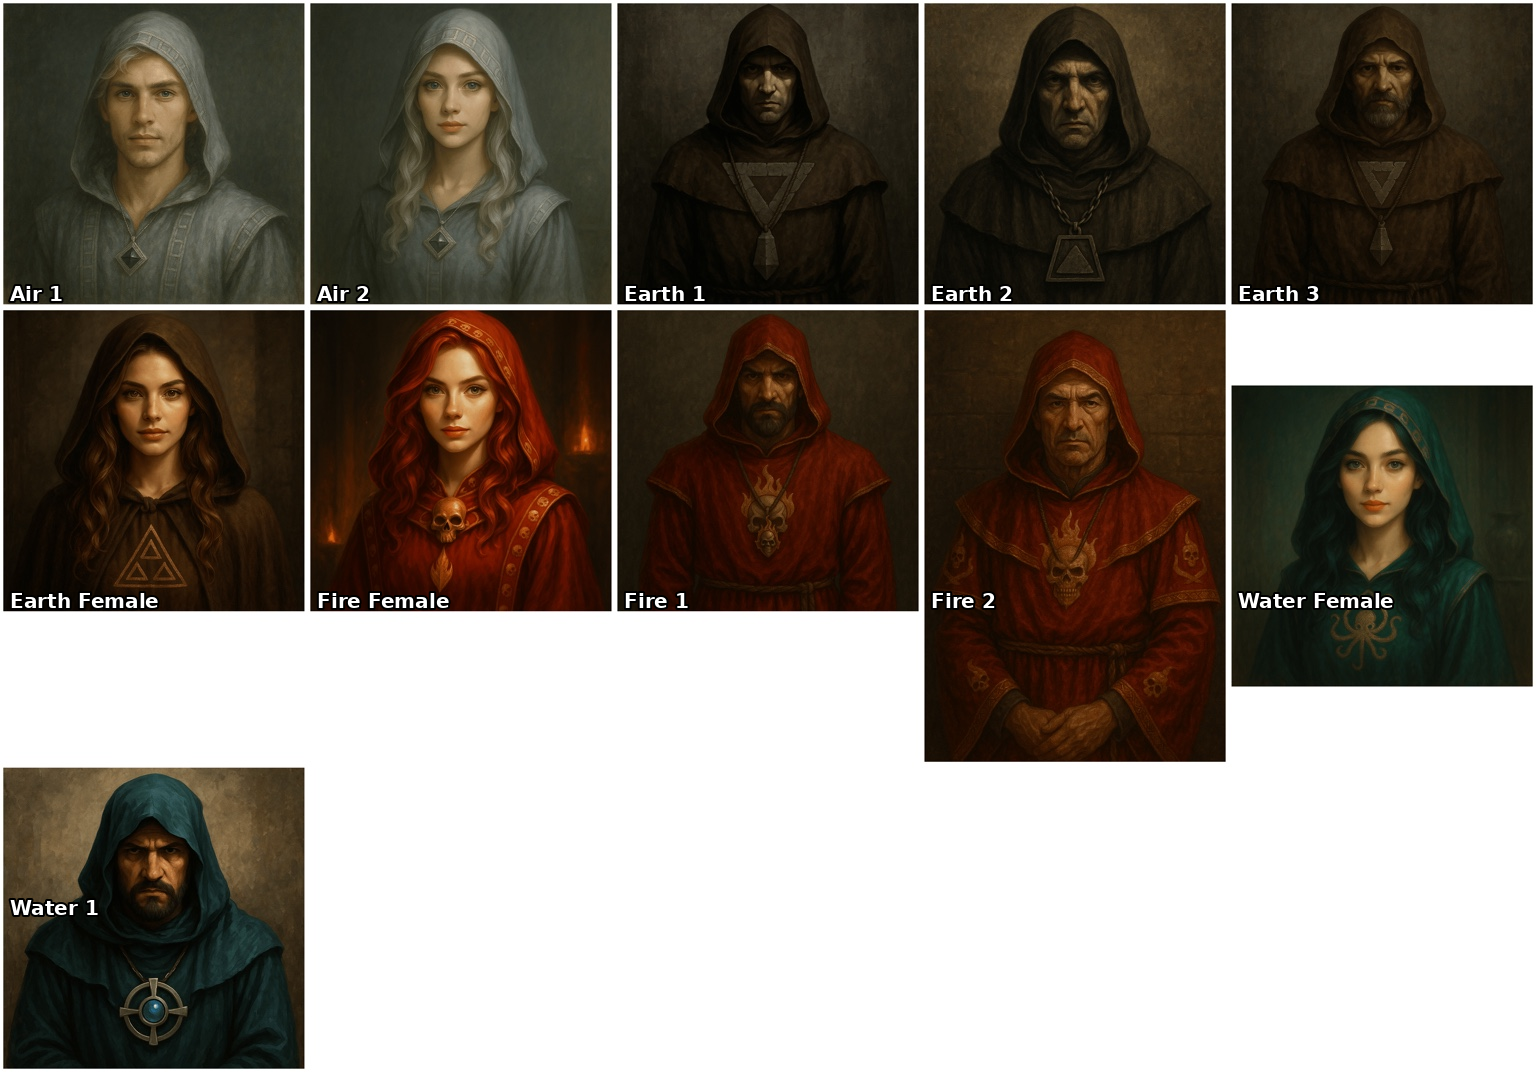 Air 1
Air 2
Earth 1
Earth 2
Earth 3
Earth Female
Fire Female
Fire 1
Fire 2
Water Female
Water 1